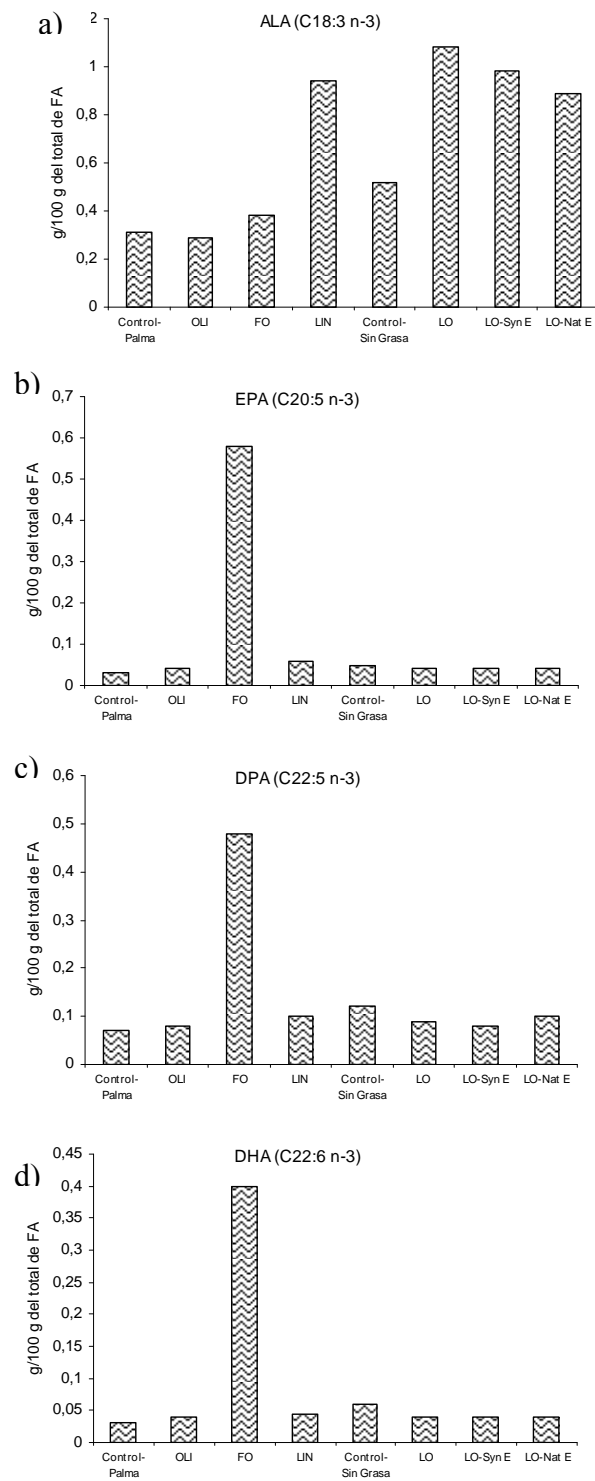 a)
ALA (C18:3 n-3)
g/100 g del total de FA
1,2
1
0,8
0,6
0,4
0,2
0
Control-Palma OLI FO LIN Control-Sin Grasa LO LO-Syn E LO-Nat E
b)
EPA (C20:5 n-3)
g/100 g del total de FA
0,7
0,6
0,5
0,4
0,3
0,2
0,1
0
Control-Palma OLI FO LIN Control-Sin Grasa LO LO-Syn E LO-Nat E
c)
DPA (C22:5 n-3)
g/100 g del total de FA
0,6
0,5
0,4
0,3
0,2
0,1
0
Control-Palma OLI FO LIN Control-Sin Grasa LO LO-Syn E LO-Nat E
d)
DHA (C22:6 n-3)
g/100 g del total de FA
0,45
0,4
0,35
0,3
0,25
0,2
0,15
0,1
0,05
0
Control-Palma OLI FO LIN Control-Sin Grasa LO LO-Syn E LO-Nat E